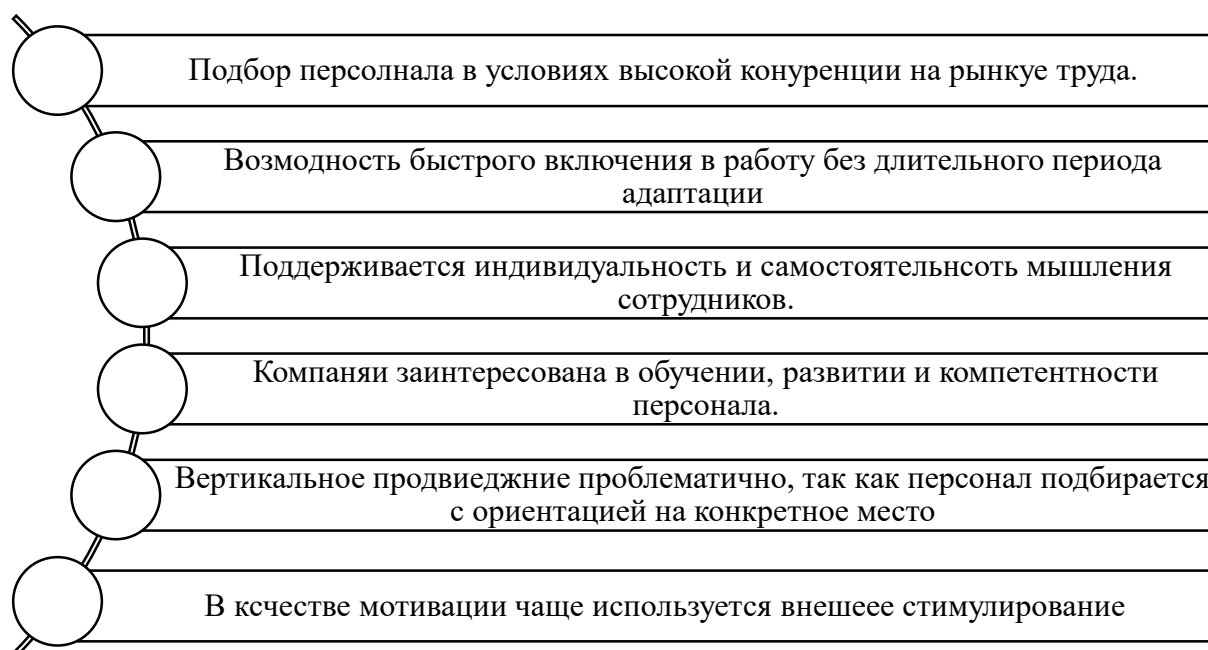 Подбор персолнала в условиях высокой конуренции на рынкуе труда.
Возмодность быстрого включения в работу без длительного периода
адаптации
Поддерживается индивидуальность и самостоятельнсоть мышления
сотрудников.
Компаняи заинтересована в обучении, развитии и компетентности
персонала.
Вертикальное продвиеджние проблематично, так как персонал подбирается
с ориентацией на конкретное место
В ксчестве мотивации чаще используется внешеее стимулирование